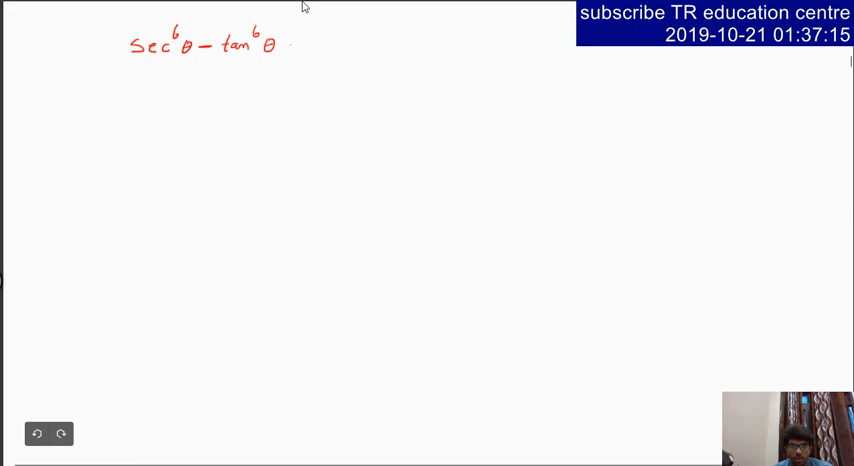 subscribe TR education centre
2019-10-21 01:37:15
sec⁶θ – tan⁶θ